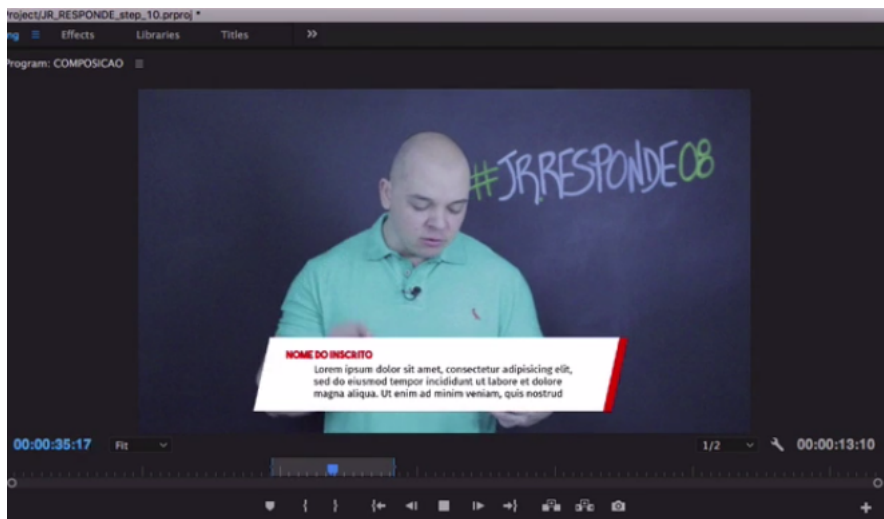 Project/JR_RESPONDE_step_10.prproj *
ng Effects Libraries Titles >>
Program: COMPOSICAO
#JRRESPONDE08
NOME DO INSCRITO
Lorem ipsum dolor sit amet, consectetur adipisicing elit,
sed do eiusmod tempor incididunt ut labore et dolore
magna aliqua. Ut enim ad minim veniam, quis nostrud
00:00:35:17 Fit 1/2 00:00:13:10